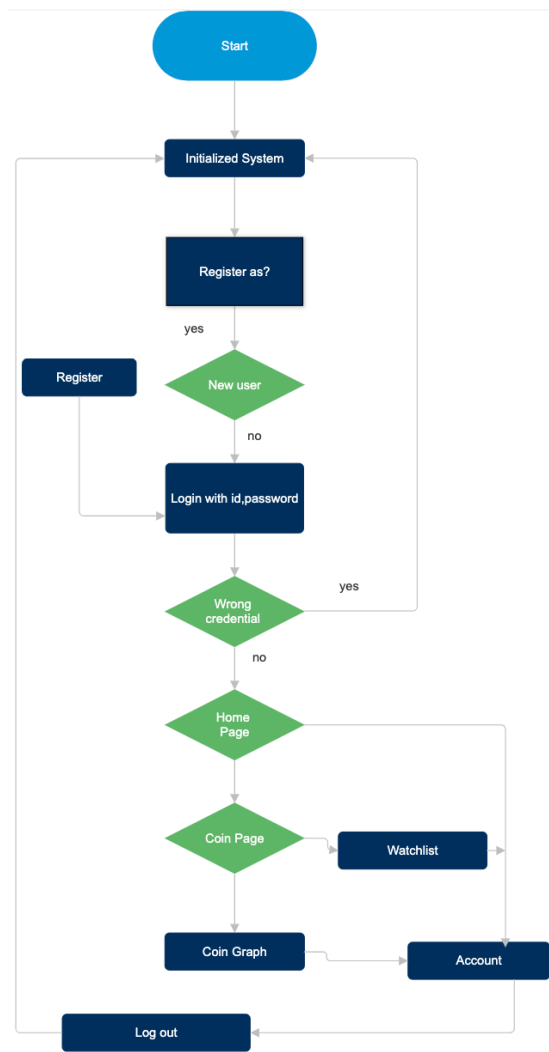 Start
Initialized System
Register as?
yes
Register
New user
no
Login with id,password
Wrong
credential
yes
no
Home
Page
Coin Page
Watchlist
Coin Graph
Account
Log out